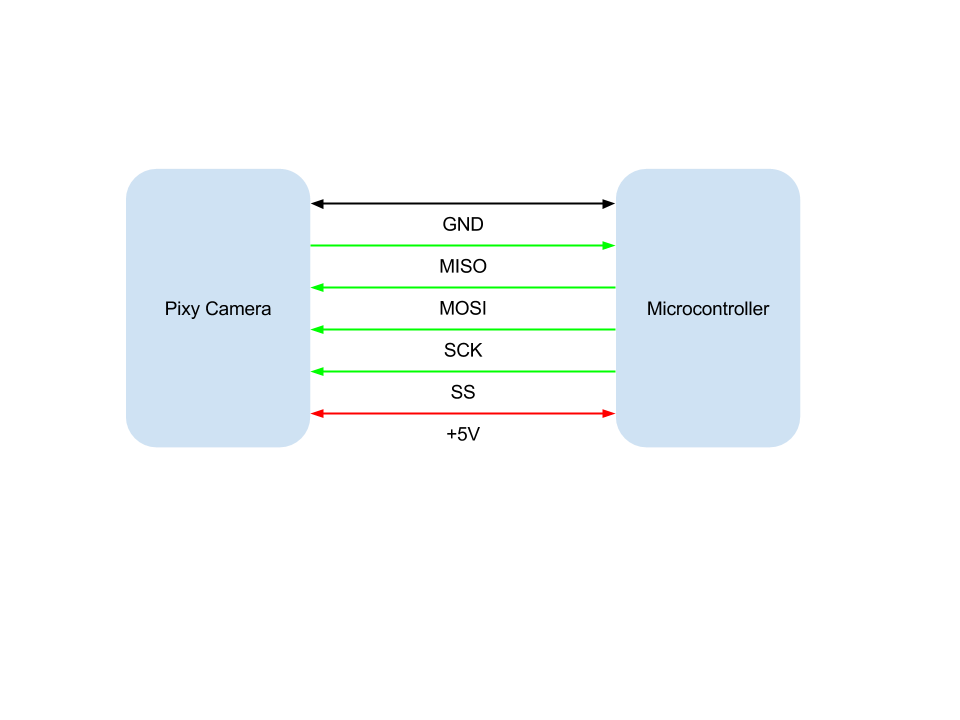 GND
MISO
Pixy Camera
MOSI
Microcontroller
SCK
SS
+5V